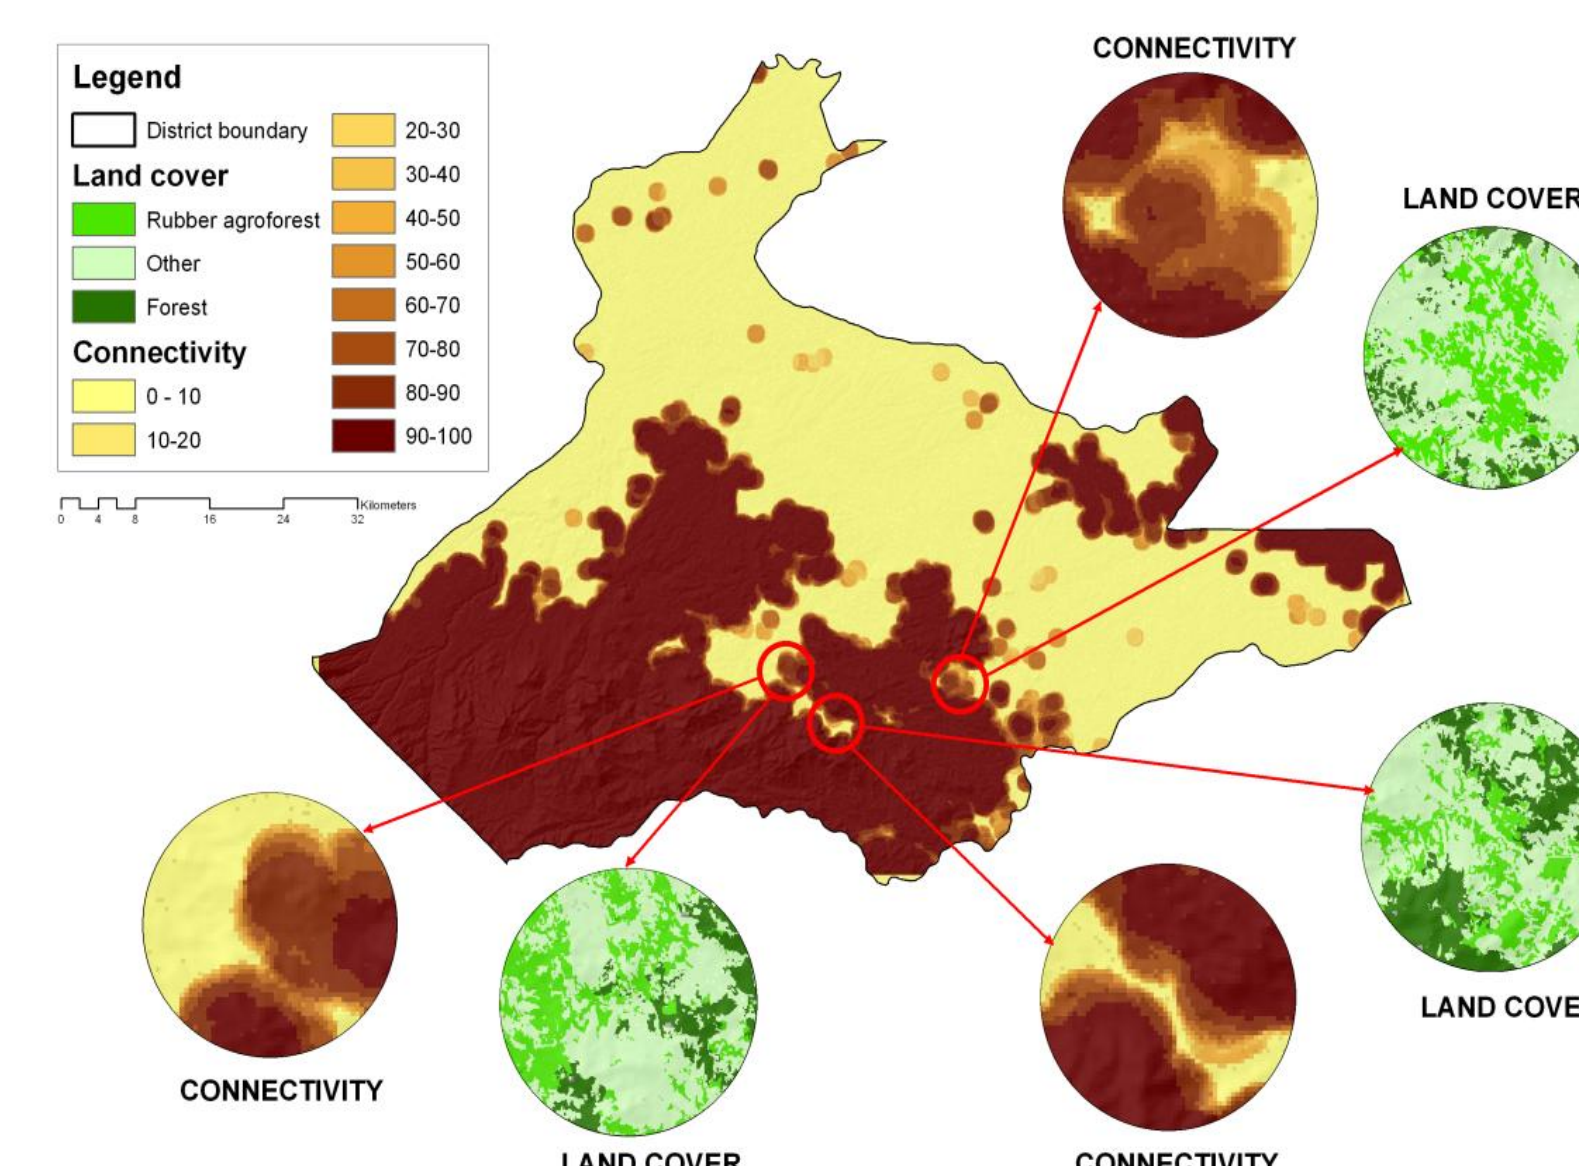 Legend
District boundary
Land cover
Rubber agroforest
Other
Forest
Connectivity
0 - 10
10-20
20-30
30-40
40-50
50-60
60-70
70-80
80-90
90-100
Kilometers
0 4 8 16 24 32
CONNECTIVITY
LAND COVER
LAND COVE
CONNECTIVITY
LAND COVER
CONNECTIVITY